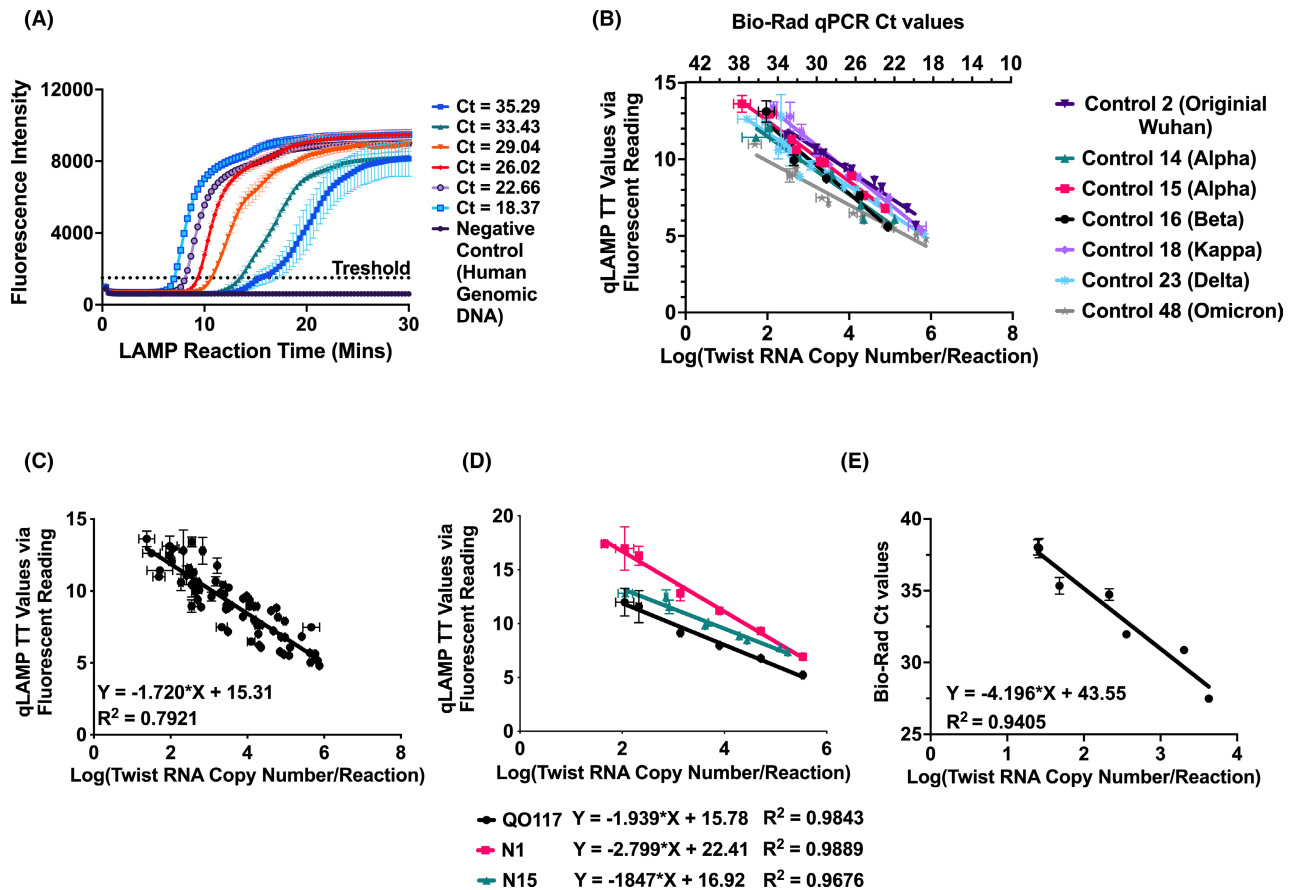 (A)
Fluorescence Intensity
12000
8000
4000
0
Treshold
0
10
20
30
LAMP Reaction Time (Mins)
Ct = 35.29
Ct = 33.43
Ct = 29.04
Ct = 26.02
Ct = 22.66
Ct = 18.37
Negative
Control
(Human
Genomic
DNA)
(B)
Bio-Rad qPCR Ct values
42 38 34 30 26 22 18 14 10
qLAMP TT Values via
Fluorescent Reading
15
10
5
0
0 2 4 6 8
Log(Twist RNA Copy Number/Reaction)
Control 2 (Originial
Wuhan)
Control 14 (Alpha)
Control 15 (Alpha)
Control 16 (Beta)
Control 18 (Kappa)
Control 23 (Delta)
Control 48 (Omicron)
(C)
qLAMP TT Values via
Fluorescent Reading
15
10
5
0
Y = -1.720*X + 15.31
R² = 0.7921
0 2 4 6 8
Log(Twist RNA Copy Number/Reaction)
(D)
qLAMP TT Values via
Fluorescent Reading
20
15
10
5
0
0 2 4 6
Log(Twist RNA Copy Number/Reaction)
QO117 Y = -1.939*X + 15.78 R² = 0.9843
N1 Y = -2.799*X + 22.41 R² = 0.9889
N15 Y = -1847*X + 16.92 R² = 0.9676
(E)
Bio-Rad Ct values
40
35
30
25
Y = -4.196*X + 43.55
R² = 0.9405
0 1 2 3 4
Log(Twist RNA Copy Number/Reaction)